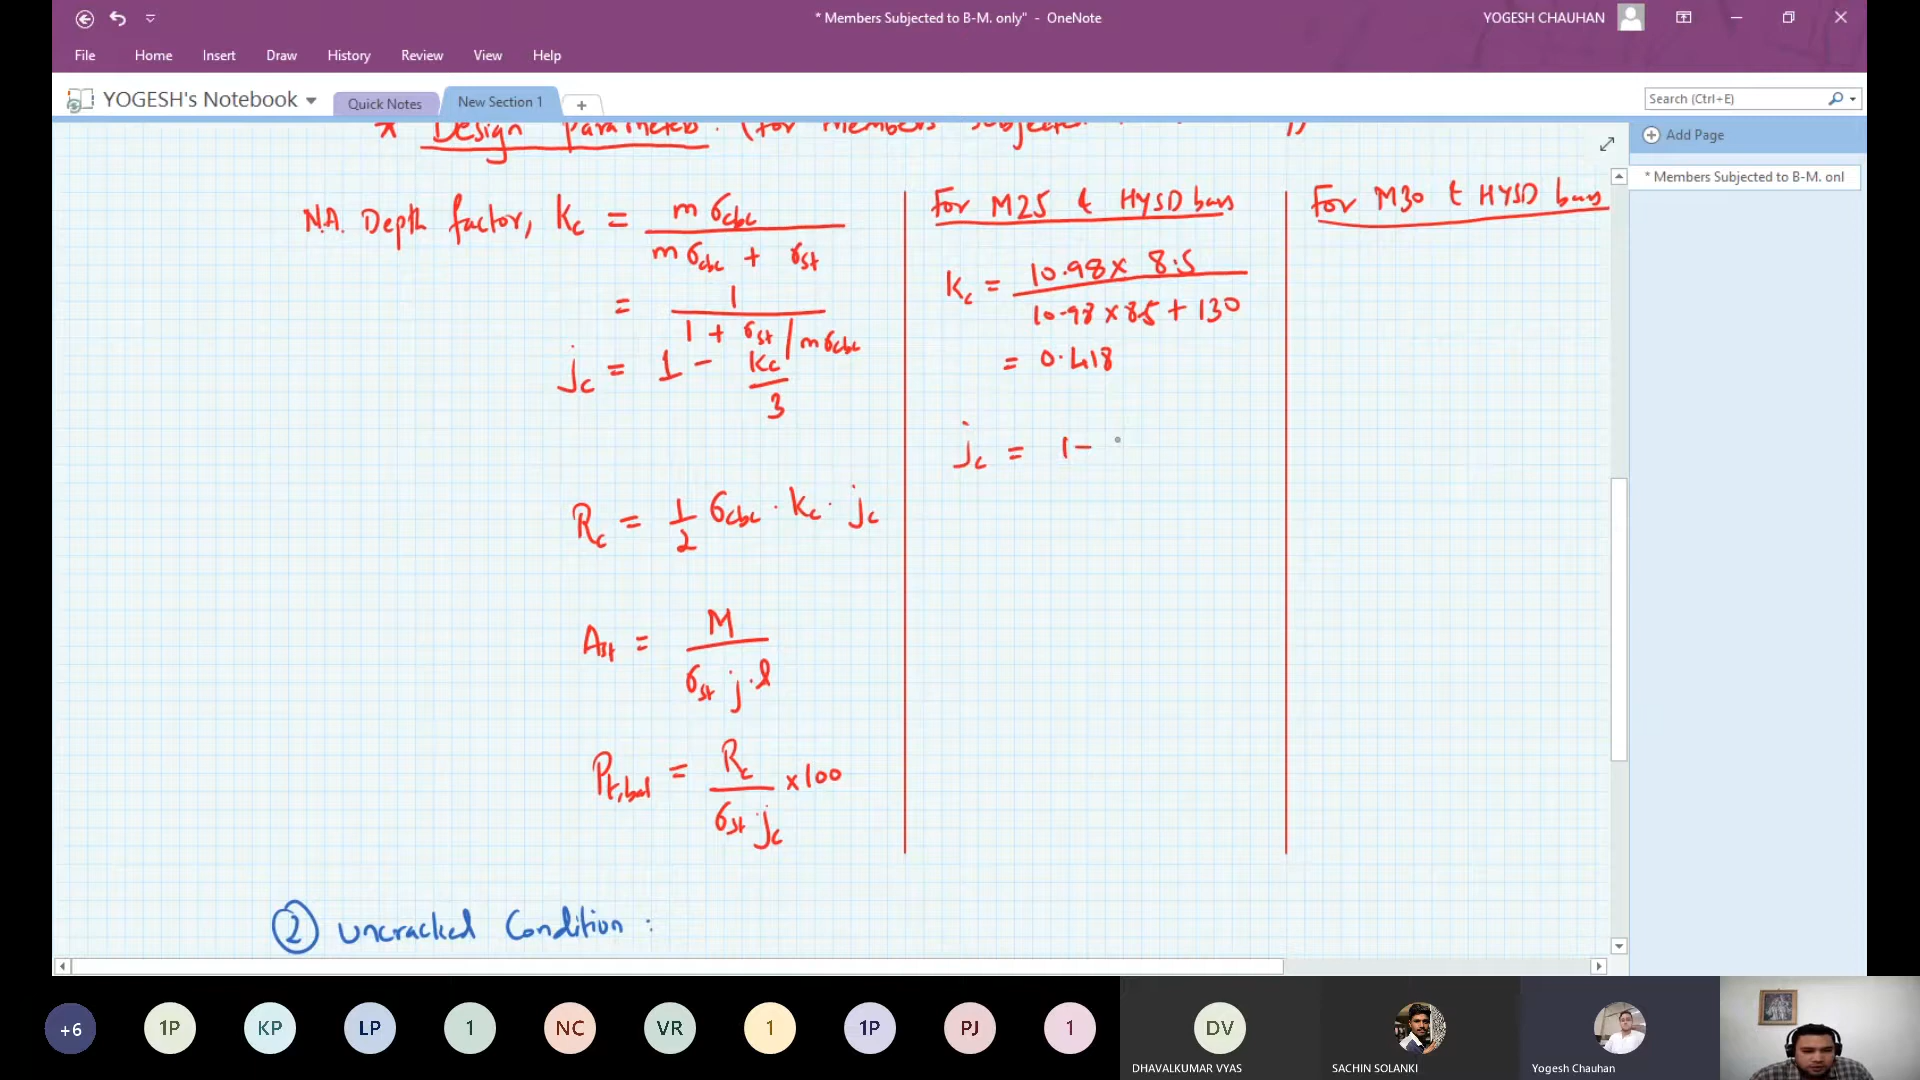 * Members Subjected to B-M. only" - OneNote
YOGESH CHAUHAN
File Home Insert Draw History Review View Help
YOGESH's Notebook
Quick Notes
New Section 1
Search (Ctrl+E)
Add Page
* Members Subjected to B-M. onl
* Design parameters: (for members subjected
N.A. Depth factor, kc = m σcbc / (m σcbc + σst)
= 1 / (1 + σst/mσcbc)
jc = 1 - kc/3
Rc = 1/2 σcbc · kc · jc
Ast = M / (σst j.d)
Pt,bal = Rc / (σst jc) x100
For M25 & HYSD bars
kc = 10.98 x 8.5 / (10.98 x 8.5 + 130)
= 0.418
jc = 1 -
For M30 & HYSD bars
② Uncracked Condition :
+6 1P KP LP 1 NC VR 1 1P PJ 1 DV
DHAVALKUMAR VYAS
SACHIN SOLANKI
Yogesh Chauhan